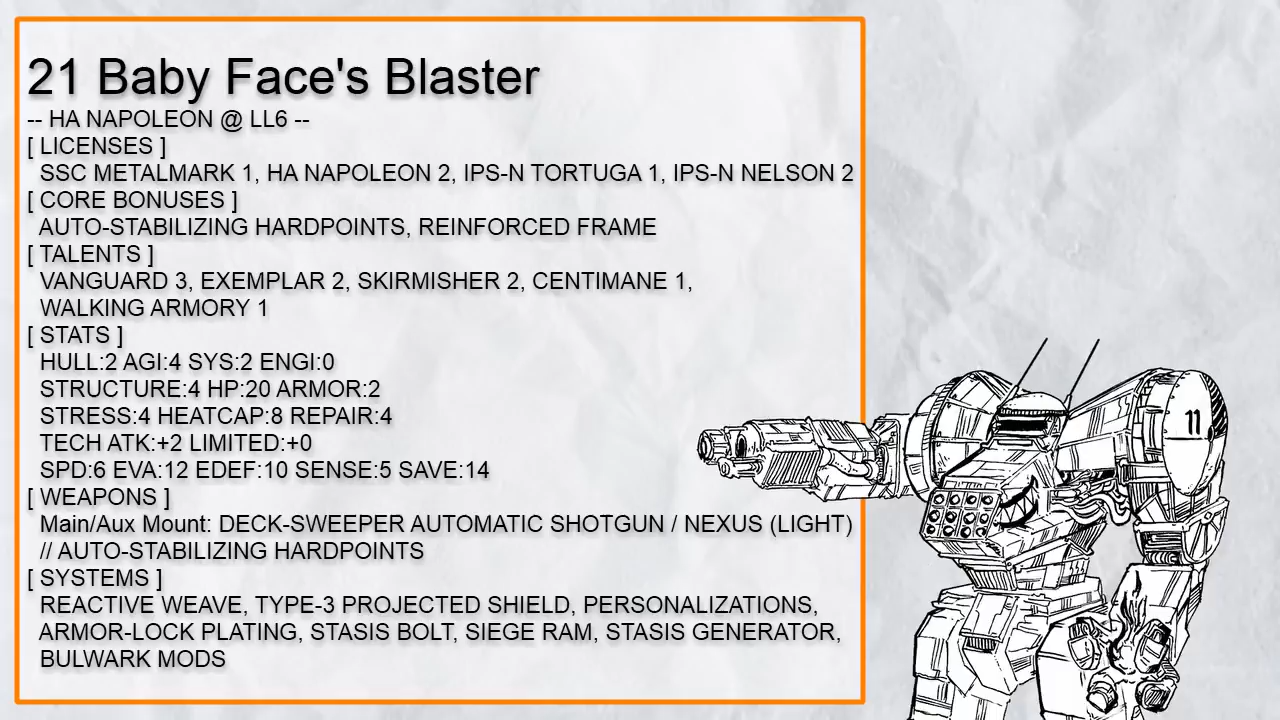 21 Baby Face's Blaster
-- HA NAPOLEON @ LL6 --
[ LICENSES ]
SSC METALMARK 1, HA NAPOLEON 2, IPS-N TORTUGA 1, IPS-N NELSON 2
[ CORE BONUSES ]
AUTO-STABILIZING HARDPOINTS, REINFORCED FRAME
[ TALENTS ]
VANGUARD 3, EXEMPLAR 2, SKIRMISHER 2, CENTIMANE 1,
WALKING ARMORY 1
[ STATS ]
HULL:2 AGI:4 SYS:2 ENGI:0
STRUCTURE:4 HP:20 ARMOR:2
STRESS:4 HEATCAP:8 REPAIR:4
TECH ATK:+2 LIMITED:+0
SPD:6 EVA:12 EDEF:10 SENSE:5 SAVE:14
[ WEAPONS ]
Main/Aux Mount: DECK-SWEEPER AUTOMATIC SHOTGUN / NEXUS (LIGHT)
// AUTO-STABILIZING HARDPOINTS
[ SYSTEMS ]
REACTIVE WEAVE, TYPE-3 PROJECTED SHIELD, PERSONALIZATIONS,
ARMOR-LOCK PLATING, STASIS BOLT, SIEGE RAM, STASIS GENERATOR,
BULWARK MODS
11